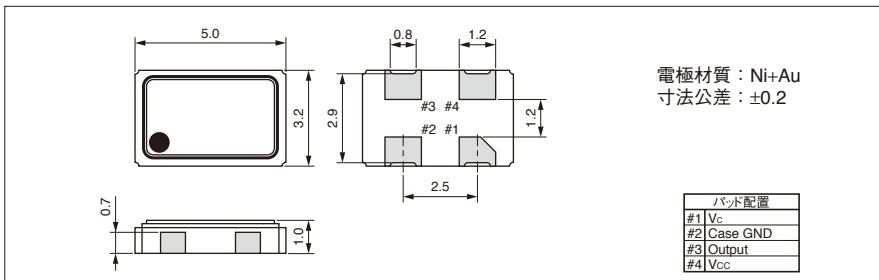 5.0
3.2
0.7
1.0
0.8
1.2
2.9
#3 #4
#2 #1
1.2
2.5
電極材質：Ni+Au
寸法公差：±0.2
パッド配置
#1 Vc
#2 Case GND
#3 Output
#4 Vcc